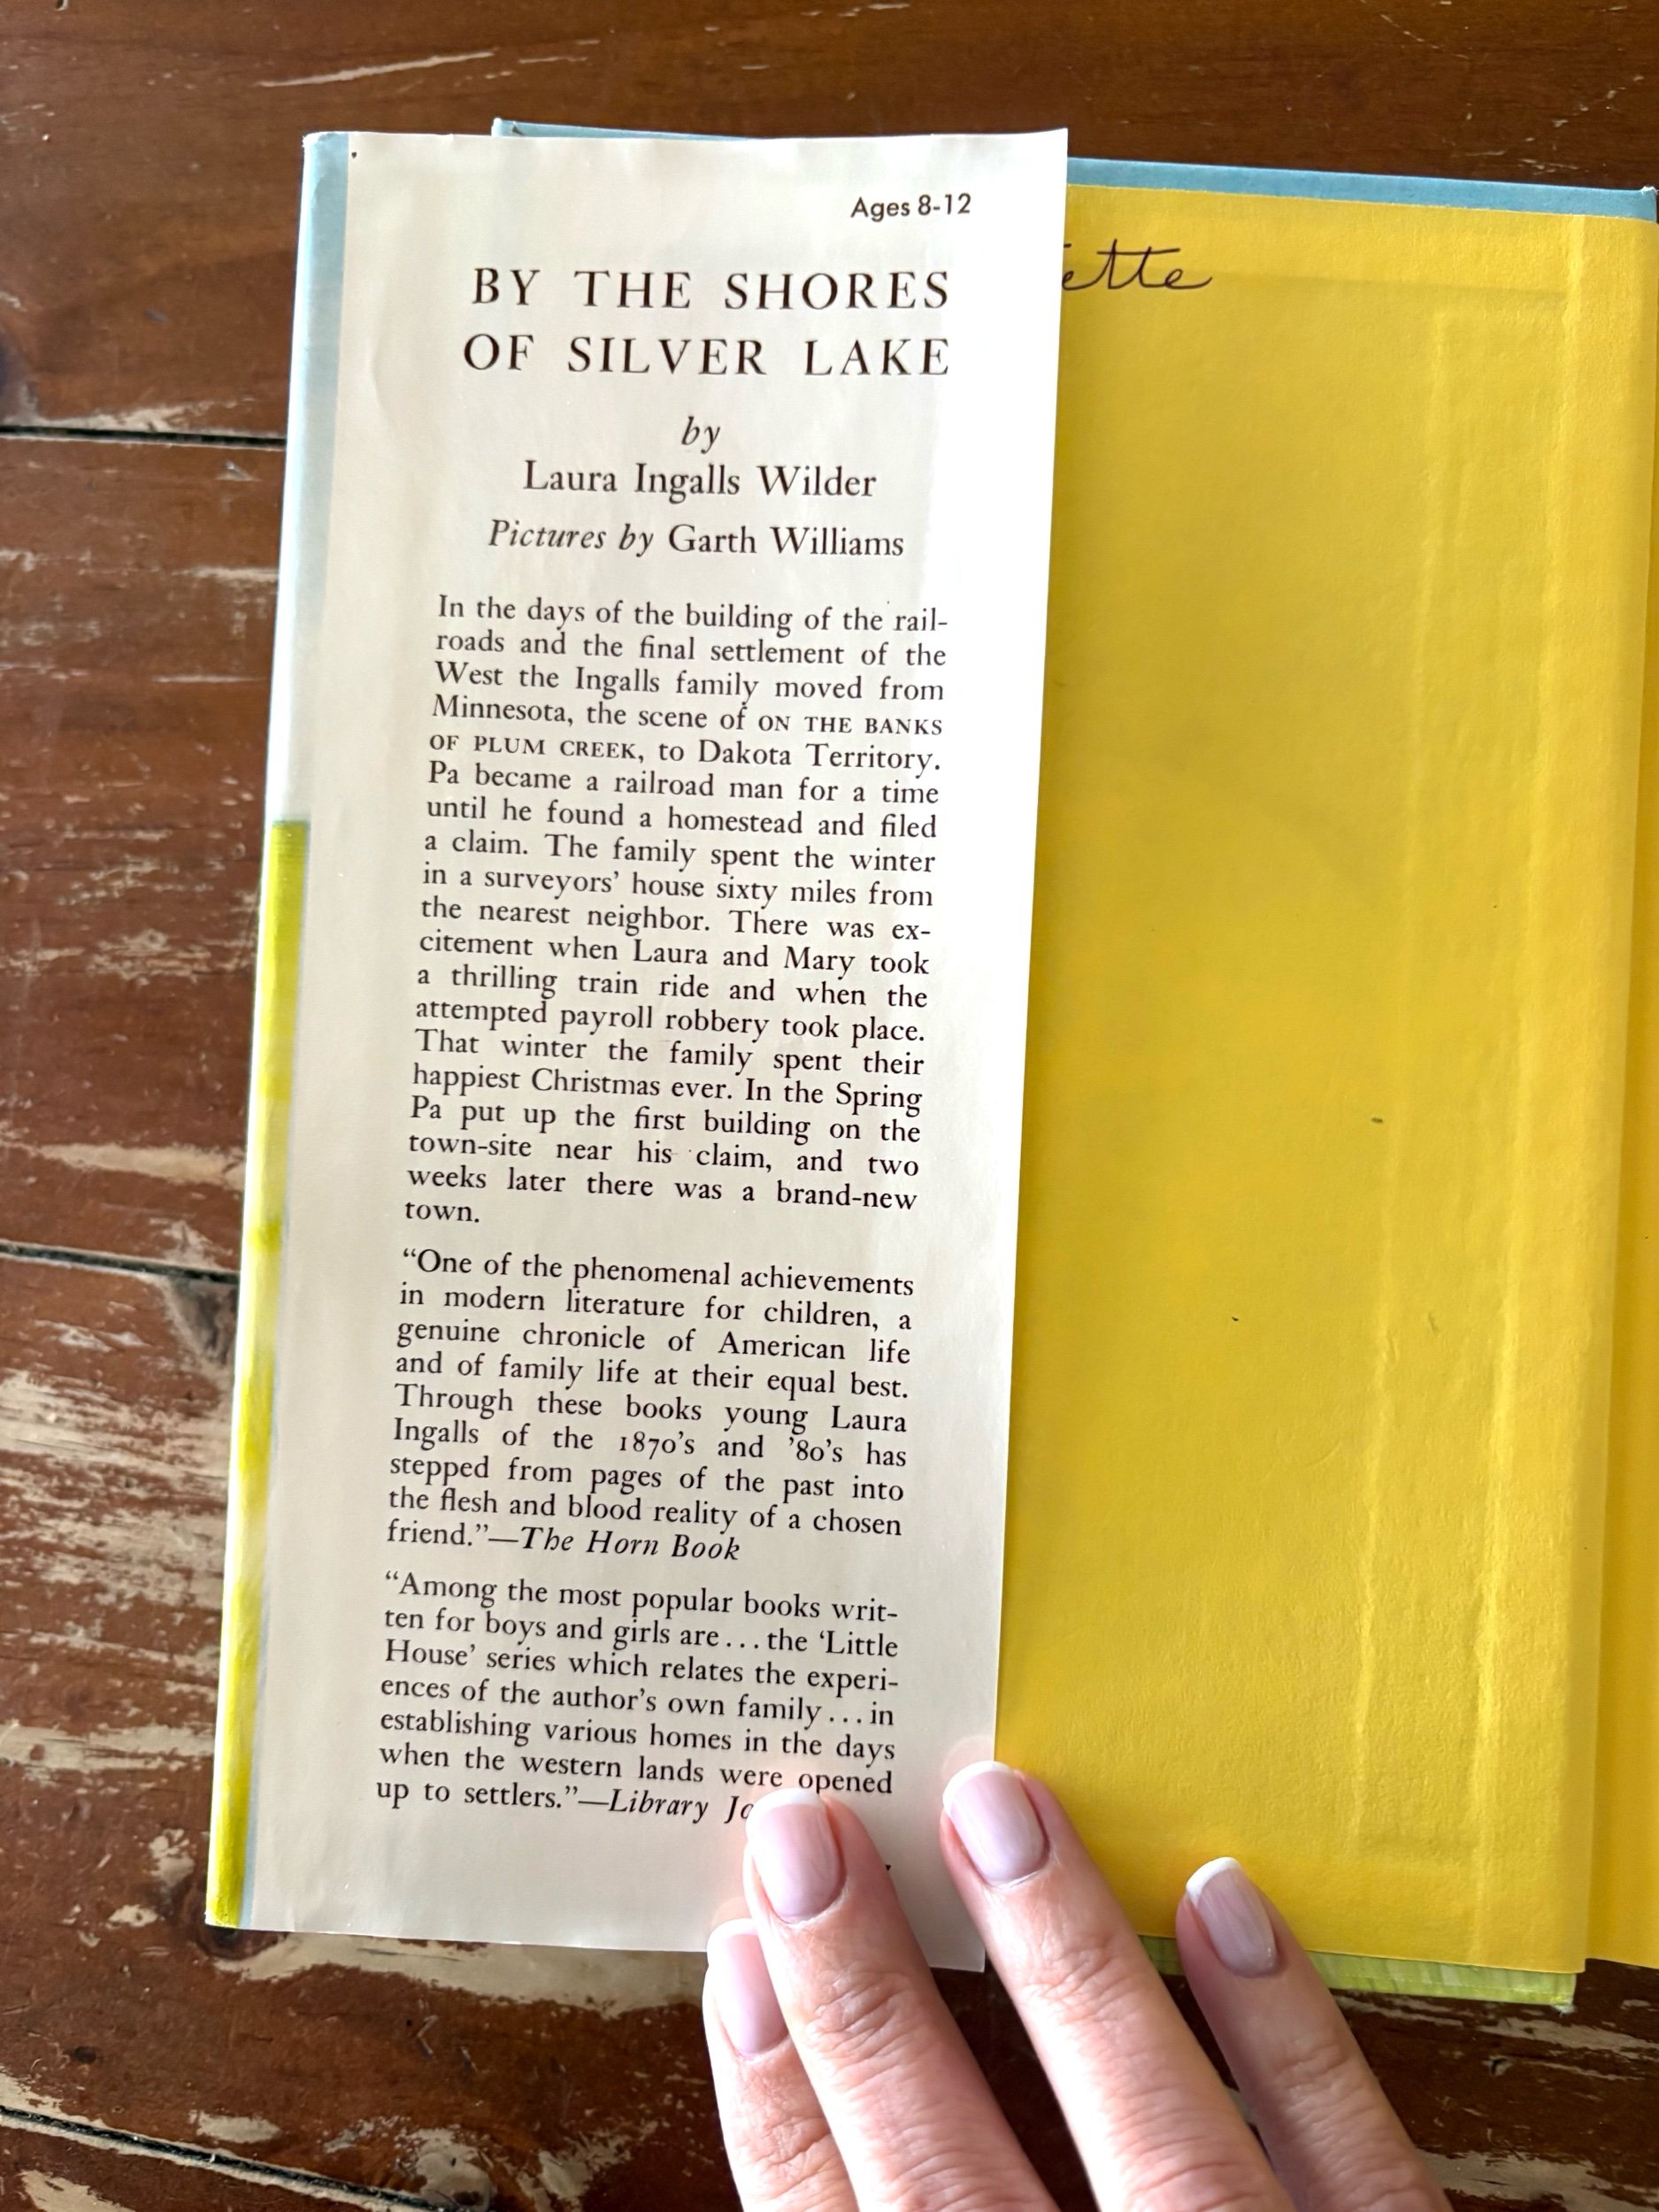 Ages 8-12
ette
BY THE SHORES
OF SILVER LAKE
by
Laura Ingalls Wilder
Pictures by Garth Williams
In the days of the building of the rail-
roads and the final settlement of the
West the Ingalls family moved from
Minnesota, the scene of ON THE BANKS
OF PLUM CREEK, to Dakota Territory.
Pa became a railroad man for a time
until he found a homestead and filed
a claim. The family spent the winter
in a surveyors’ house sixty miles from
the nearest neighbor. There was ex-
citement when Laura and Mary took
a thrilling train ride and when the
attempted payroll robbery took place.
That winter the family spent their
happiest Christmas ever. In the Spring
Pa put up the first building on the
town-site near his claim, and two
weeks later there was a brand-new
town.
“One of the phenomenal achievements
in modern literature for children, a
genuine chronicle of American life
and of family life at their equal best.
Through these books young Laura
Ingalls of the 1870’s and ’80’s has
stepped from pages of the past into
the flesh and blood reality of a chosen
friend.”—The Horn Book
“Among the most popular books writ-
ten for boys and girls are...the ‘Little
House’ series which relates the experi-
ences of the author’s own family...in
establishing various homes in the days
when the western lands were opened
up to settlers.”—Library Jo